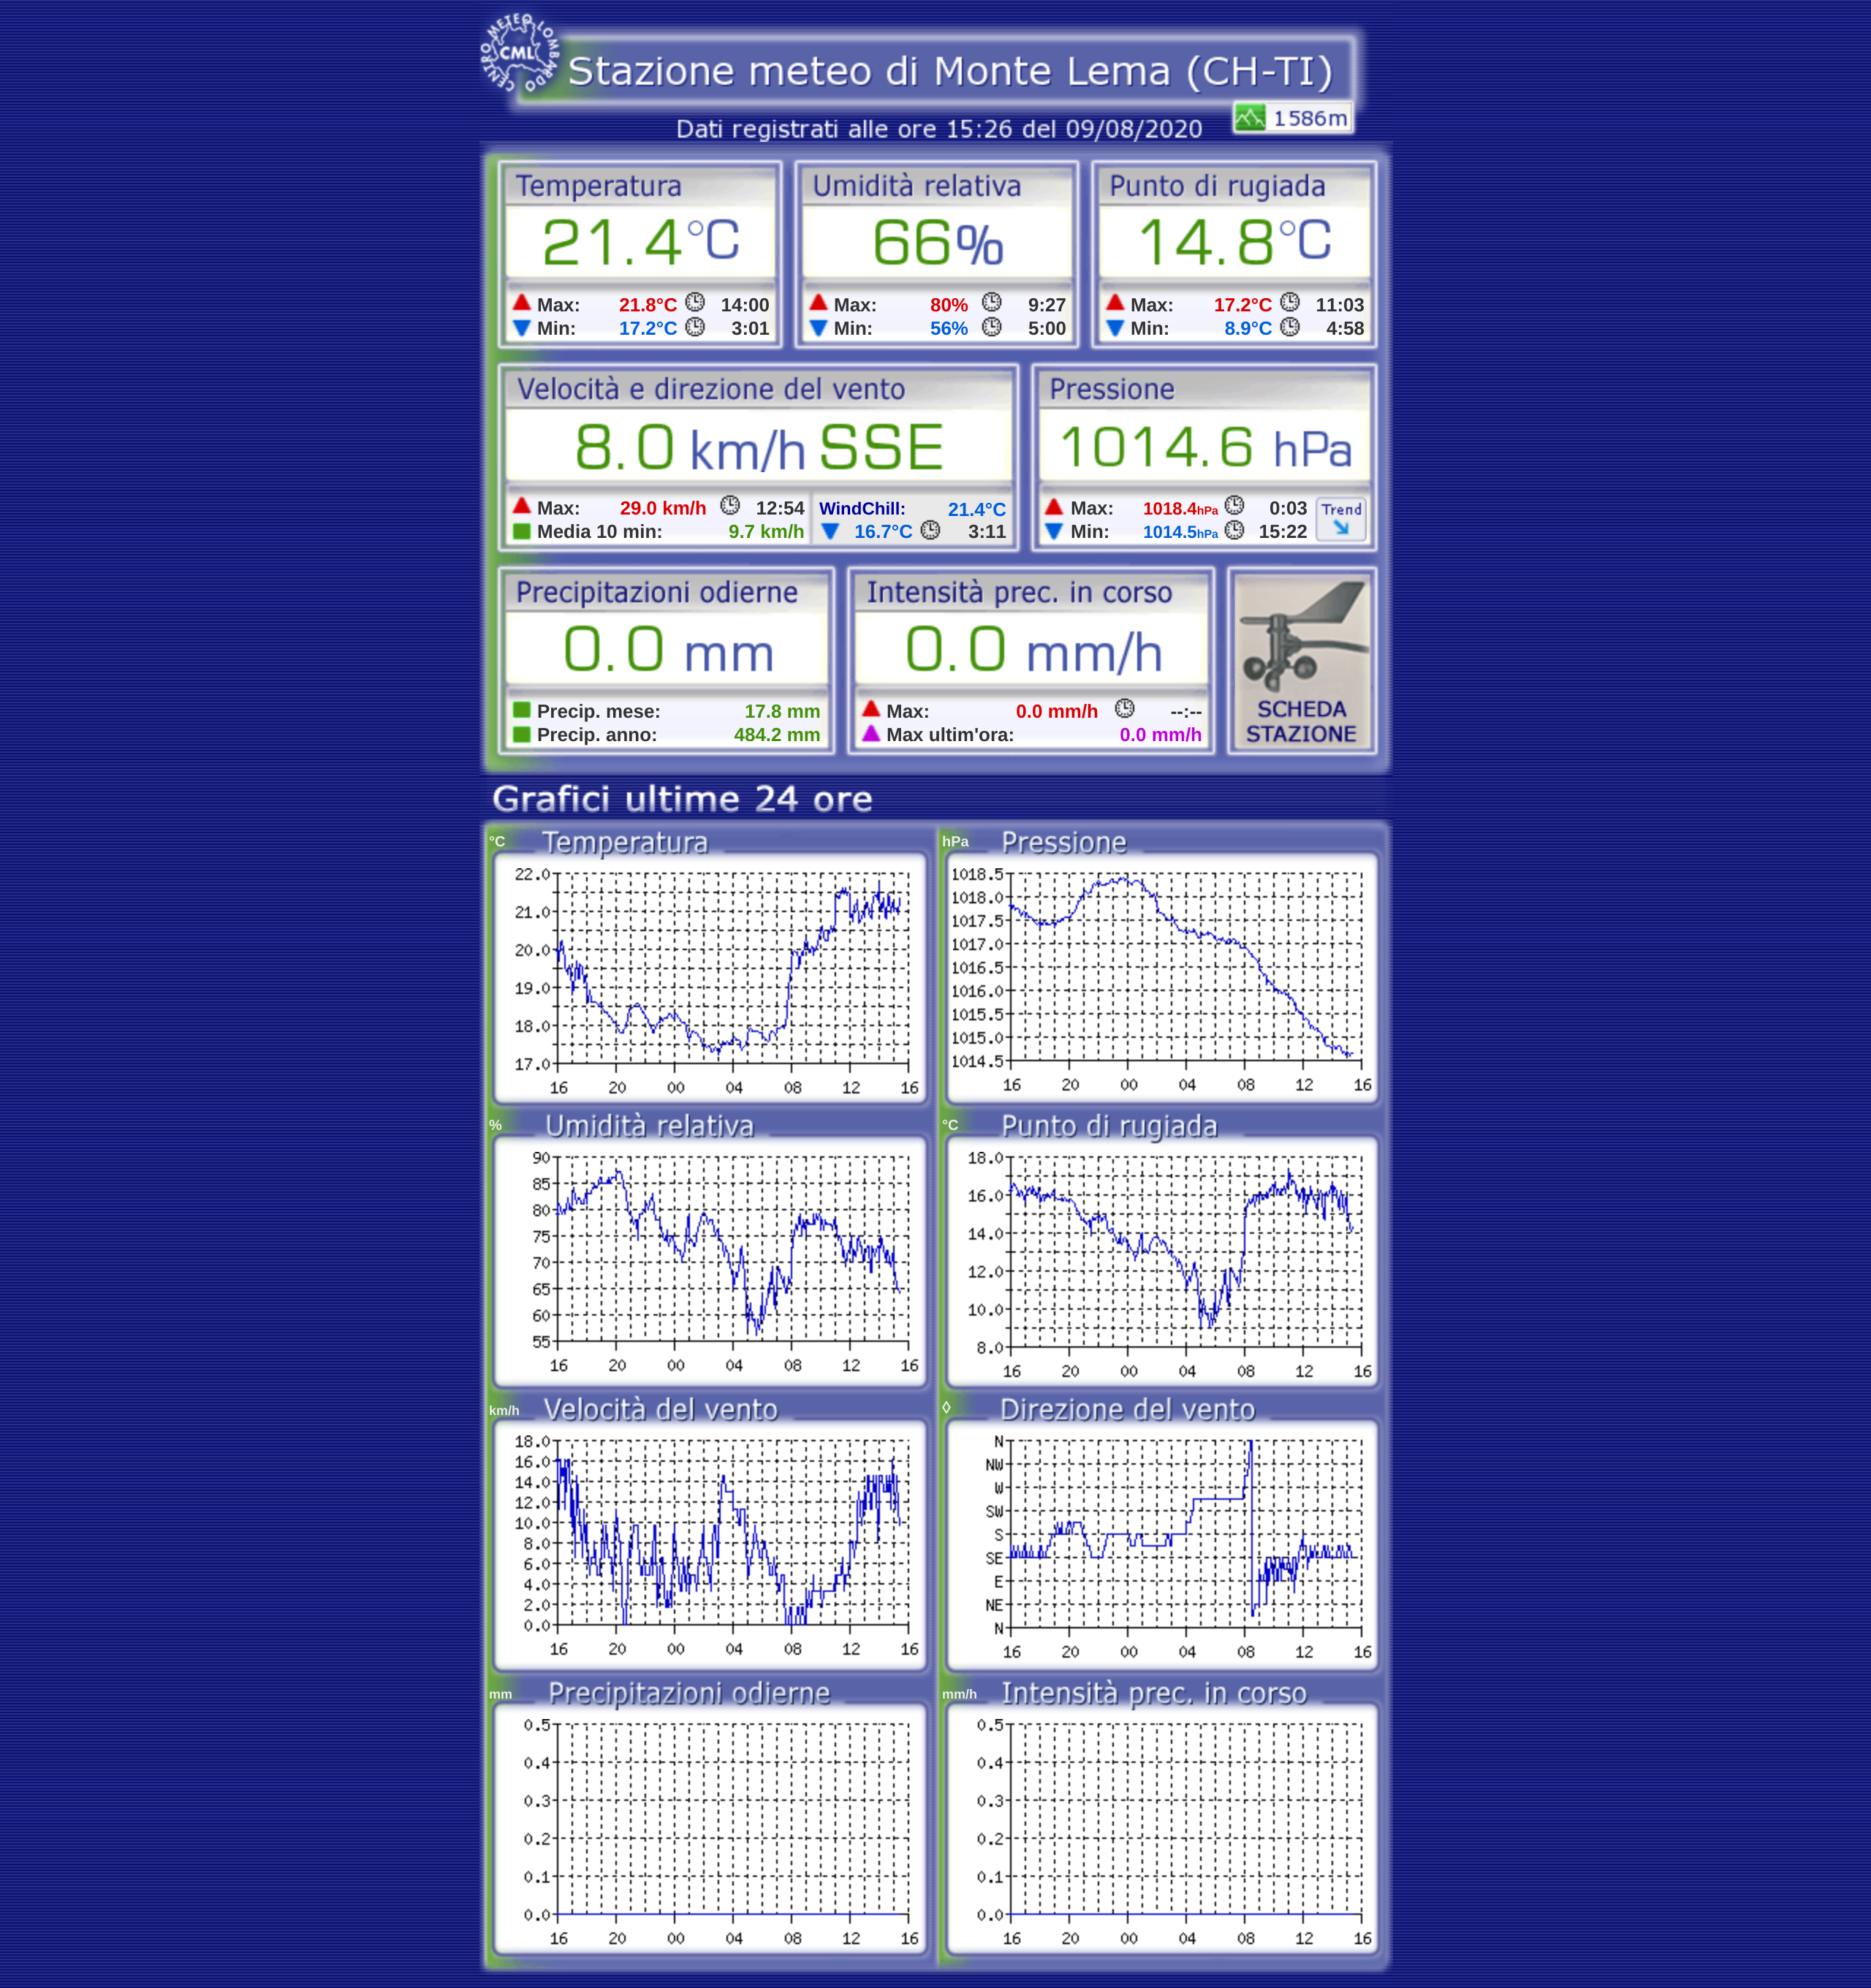 CENTRO METEO LOMBARDO
CML
Stazione meteo di Monte Lema (CH-TI)
1586m
Dati registrati alle ore 15:26 del 09/08/2020
Temperatura
21.4°C
Max: 21.8°C 14:00
Min: 17.2°C 3:01
Umidità relativa
66%
Max: 80% 9:27
Min: 56% 5:00
Punto di rugiada
14.8°C
Max: 17.2°C 11:03
Min: 8.9°C 4:58
Velocità e direzione del vento
8.0 km/h SSE
Max: 29.0 km/h 12:54
Media 10 min: 9.7 km/h
WindChill: 21.4°C
16.7°C 3:11
Pressione
1014.6 hPa
Max: 1018.4hPa 0:03
Min: 1014.5hPa 15:22
Trend
Precipitazioni odierne
0.0 mm
Precip. mese: 17.8 mm
Precip. anno: 484.2 mm
Intensità prec. in corso
0.0 mm/h
Max: 0.0 mm/h --:--
Max ultim'ora: 0.0 mm/h
SCHEDA
STAZIONE
Grafici ultime 24 ore
°C Temperatura
22.0
21.0
20.0
19.0
18.0
17.0
16 20 00 04 08 12 16
hPa Pressione
1018.5
1018.0
1017.5
1017.0
1016.5
1016.0
1015.5
1015.0
1014.5
16 20 00 04 08 12 16
% Umidità relativa
90
85
80
75
70
65
60
55
16 20 00 04 08 12 16
°C Punto di rugiada
18.0
16.0
14.0
12.0
10.0
8.0
16 20 00 04 08 12 16
km/h Velocità del vento
18.0
16.0
14.0
12.0
10.0
8.0
6.0
4.0
2.0
0.0
16 20 00 04 08 12 16
◊ Direzione del vento
N
NW
W
SW
S
SE
E
NE
N
16 20 00 04 08 12 16
mm Precipitazioni odierne
0.5
0.4
0.3
0.2
0.1
0.0
16 20 00 04 08 12 16
mm/h Intensità prec. in corso
0.5
0.4
0.3
0.2
0.1
0.0
16 20 00 04 08 12 16